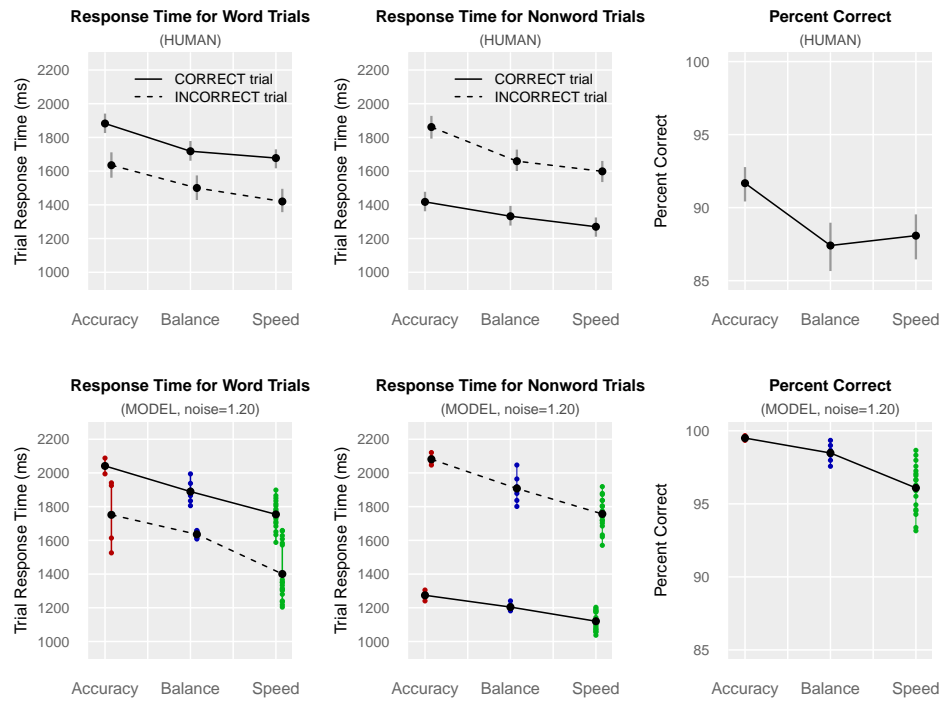 Response Time for Word Trials
(HUMAN)
Trial Response Time (ms)
2200
2000
1800
1600
1400
1200
1000
CORRECT trial
INCORRECT trial
Accuracy Balance Speed
Response Time for Nonword Trials
(HUMAN)
Trial Response Time (ms)
2200
2000
1800
1600
1400
1200
1000
CORRECT trial
INCORRECT trial
Accuracy Balance Speed
Percent Correct
(HUMAN)
Percent Correct
100
95
90
85
Accuracy Balance Speed
Response Time for Word Trials
(MODEL, noise=1.20)
Trial Response Time (ms)
2200
2000
1800
1600
1400
1200
1000
Accuracy Balance Speed
Response Time for Nonword Trials
(MODEL, noise=1.20)
Trial Response Time (ms)
2200
2000
1800
1600
1400
1200
1000
Accuracy Balance Speed
Percent Correct
(MODEL, noise=1.20)
Percent Correct
100
95
90
85
Accuracy Balance Speed